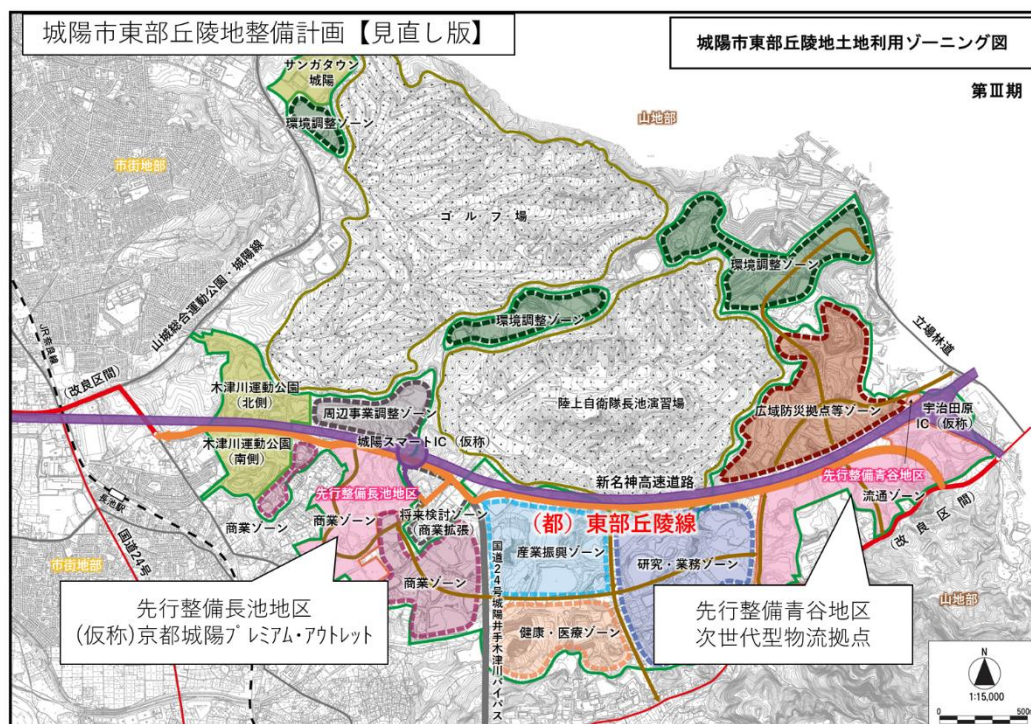 城陽市東部丘陵地整備計画【見直し版】
城陽市東部丘陵地土地利用ゾーニング図
第Ⅲ期
サンガタウン
城陽
環境調整ゾーン
山地部
市街地部
ゴルフ場
環境調整ゾーン
山城総合運動公園・城陽線
環境調整ゾーン
JR奈良線
立場林道
(改良区間)
木津川運動公園
(北側)
周辺事業調整ゾーン
陸上自衛隊長池演習場
広域防災拠点等ゾーン
宇治田原
IC(仮称)
木津川運動公園
(南側)
城陽スマートIC(仮称)
新名神高速道路
先行整備長池地区
先行整備青谷地区
流通ゾーン
長池駅
商業ゾーン
商業ゾーン
将来検討ゾーン
(商業拡張)
(都)東部丘陵線
(改良区間)
国道24号
産業振興ゾーン
研究・業務ゾーン
市街地部
商業ゾーン
国道24号城陽井手木津川バイパス
先行整備長池地区
(仮称)京都城陽プレミアム・アウトレット
先行整備青谷地区
次世代型物流拠点
山地部
健康・医療ゾーン
N
1:15,000
0 500